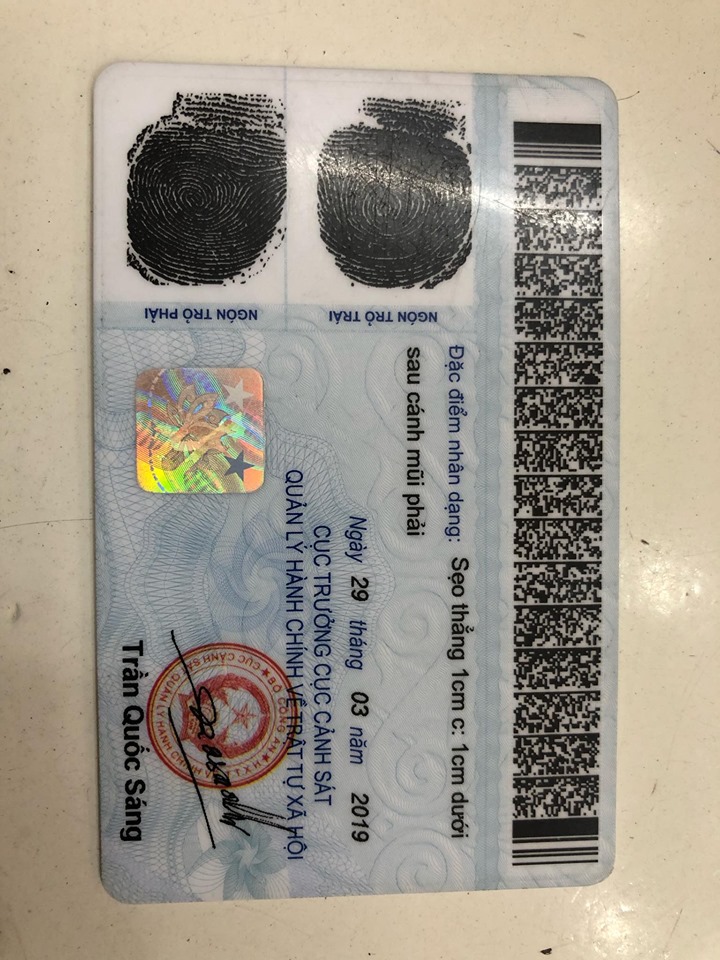 Đặc điểm nhân dạng: Sẹo thẳng 1cm c: 1cm dưới
sau cánh mũi phải
NGÓN TRỎ TRÁI
NGÓN TRỎ PHẢI
Ngày 29 tháng 03 năm 2019
CỤC TRƯỞNG CỤC CẢNH SÁT
QUẢN LÝ HÀNH CHÍNH VỀ TRẬT TỰ XÃ HỘI
BỘ CÔNG AN
CỤC CẢNH SÁT QUẢN LÝ HÀNH CHÍNH
Trần Quốc Sáng